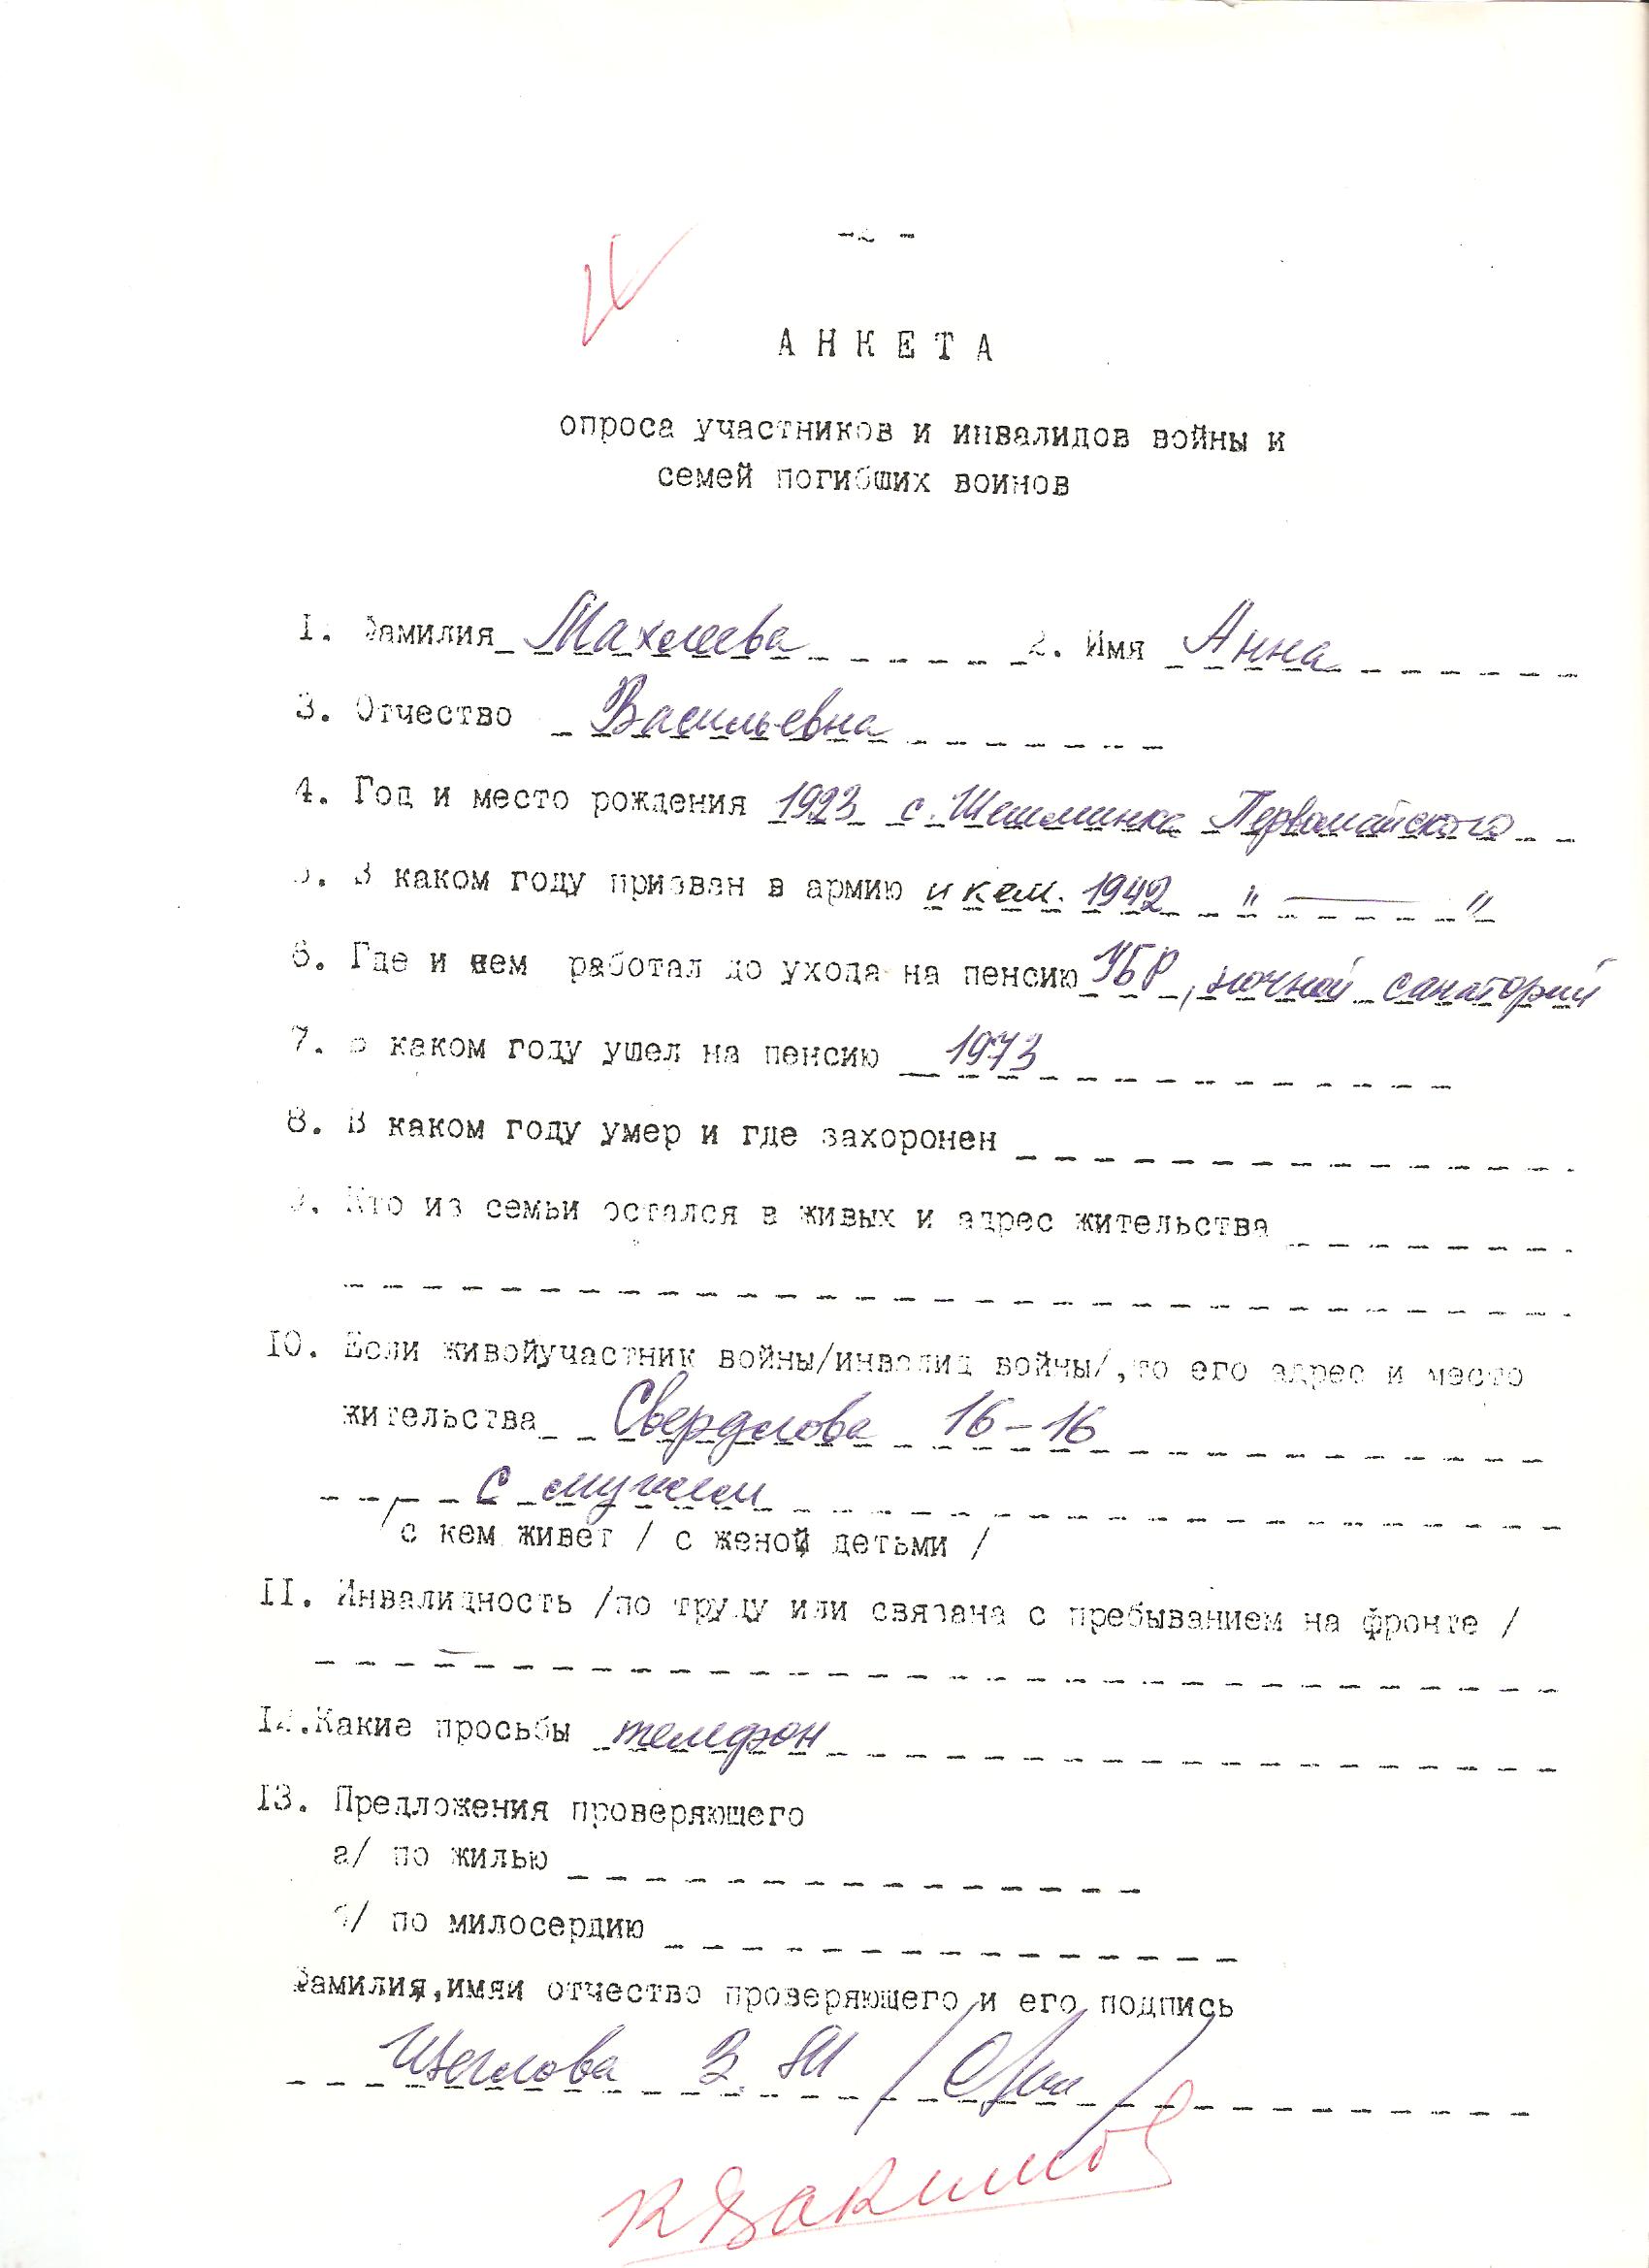 А Н К Е Т А
опроса участников и инвалидов войны и
семей погибших воинов
1. Фамилия Махлеева 2. Имя Анна
3. Отчество Васильевна
4. Год и место рождения 1923 с. Шешминка Первомайского
5. В каком году призван в армию и кем. 1942 " — "
6. Где и кем работал до ухода на пенсию УБР, ночной санаторий
7. В каком году ушел на пенсию 1973
8. В каком году умер и где захоронен
9. Кто из семьи остался в живых и адрес жительства
10. Если живойучастник войны/инвалид войны/,то его адрес и место
жительства Свердлова 16-16
с мужем
с кем живет / с женой детьми /
11. Инвалидность /по труду или связана с пребыванием на фронте /
—
12.Какие просьбы телефон
13. Предложения проверяющего
а/ по жилью
б/ по милосердию
Фамилия,имяи отчество проверяющего и его подпись
Щеглова З.